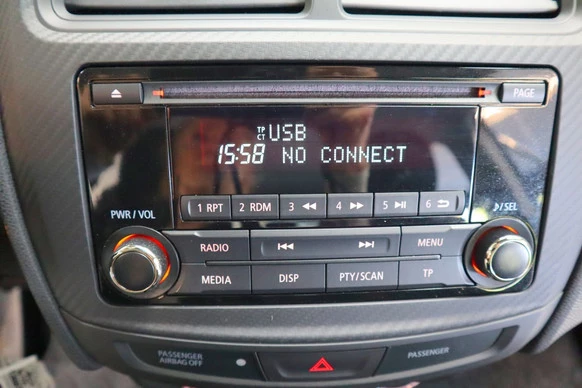 PAGE
TP
CT
USB
15:58 NO CONNECT
1 RPT 2 RDM 3 4 5 6
PWR / VOL
♪/SEL
RADIO MENU
MEDIA DISP PTY/SCAN TP
PASSENGER
AIRBAG OFF
PASSENGER